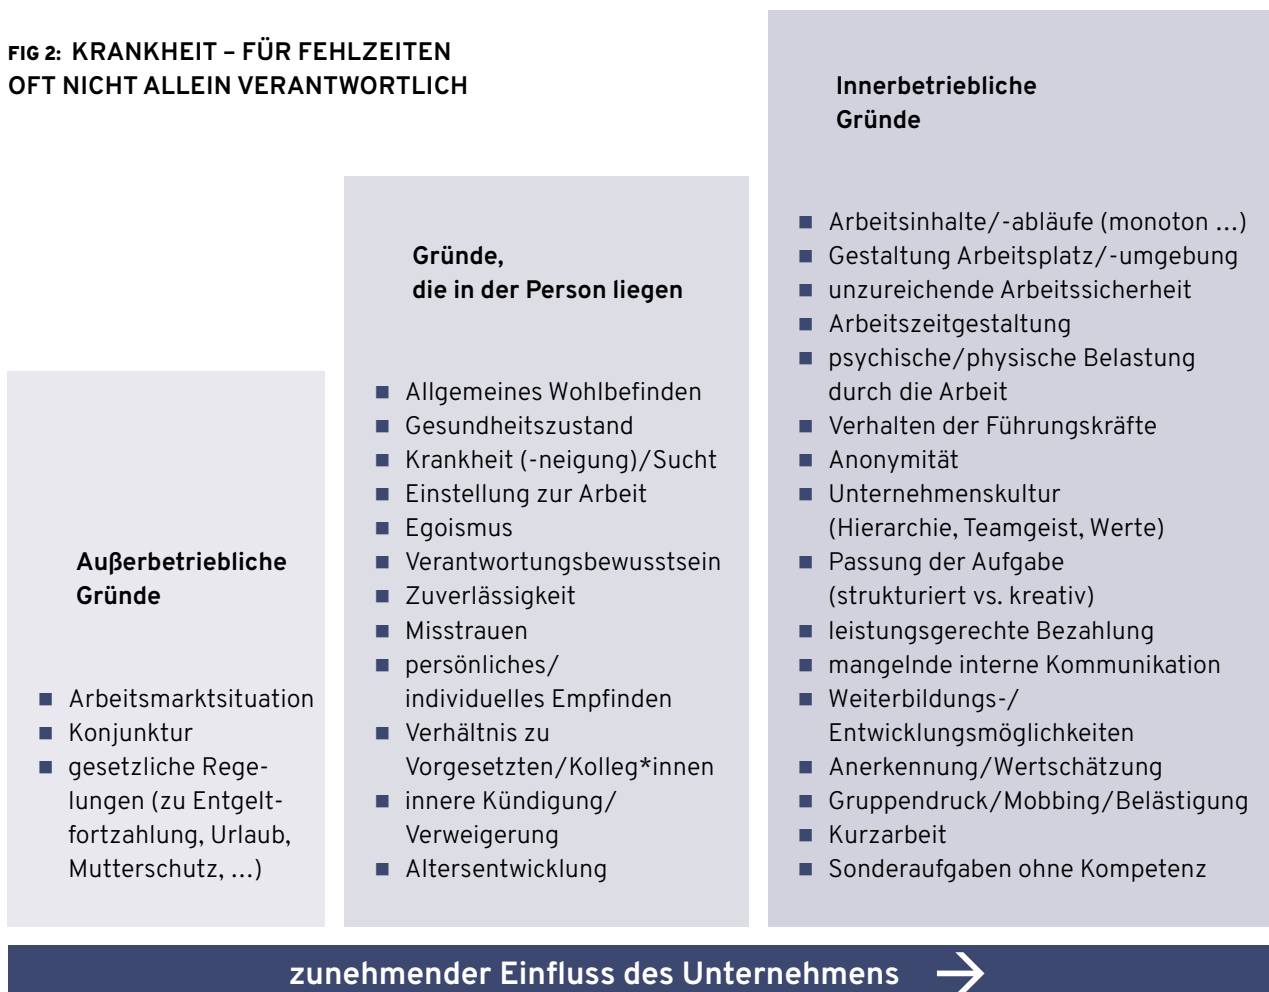 FIG 2: KRANKHEIT – FÜR FEHLZEITEN
OFT NICHT ALLEIN VERANTWORTLICH
Außerbetriebliche
Gründe
■ Arbeitsmarktsituation
■ Konjunktur
■ gesetzliche Rege-
lungen (zu Entgelt-
fortzahlung, Urlaub,
Mutterschutz, …)
Gründe,
die in der Person liegen
■ Allgemeines Wohlbefinden
■ Gesundheitszustand
■ Krankheit (-neigung)/Sucht
■ Einstellung zur Arbeit
■ Egoismus
■ Verantwortungsbewusstsein
■ Zuverlässigkeit
■ Misstrauen
■ persönliches/
individuelles Empfinden
■ Verhältnis zu
Vorgesetzten/Kolleg*innen
■ innere Kündigung/
Verweigerung
■ Altersentwicklung
Innerbetriebliche
Gründe
■ Arbeitsinhalte/-abläufe (monoton …)
■ Gestaltung Arbeitsplatz/-umgebung
■ unzureichende Arbeitssicherheit
■ Arbeitszeitgestaltung
■ psychische/physische Belastung
durch die Arbeit
■ Verhalten der Führungskräfte
■ Anonymität
■ Unternehmenskultur
(Hierarchie, Teamgeist, Werte)
■ Passung der Aufgabe
(strukturiert vs. kreativ)
■ leistungsgerechte Bezahlung
■ mangelnde interne Kommunikation
■ Weiterbildungs-/
Entwicklungsmöglichkeiten
■ Anerkennung/Wertschätzung
■ Gruppendruck/Mobbing/Belästigung
■ Kurzarbeit
■ Sonderaufgaben ohne Kompetenz
zunehmender Einfluss des Unternehmens →